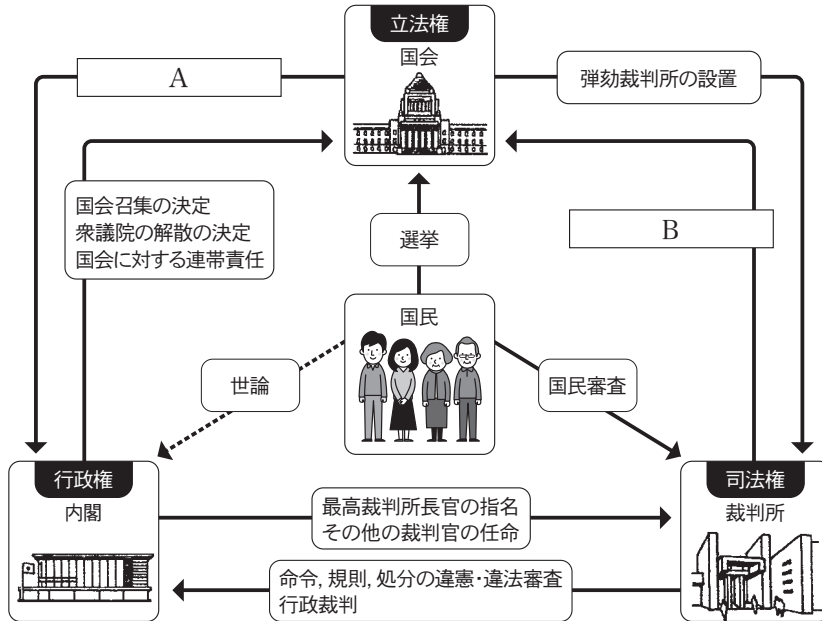 立法権
国会
A
弾劾裁判所の設置
国会召集の決定
衆議院の解散の決定
国会に対する連帯責任
選挙
B
国民
世論
国民審査
行政権
内閣
最高裁判所長官の指名
その他の裁判官の任命
司法権
裁判所
命令, 規則, 処分の違憲・違法審査
行政裁判